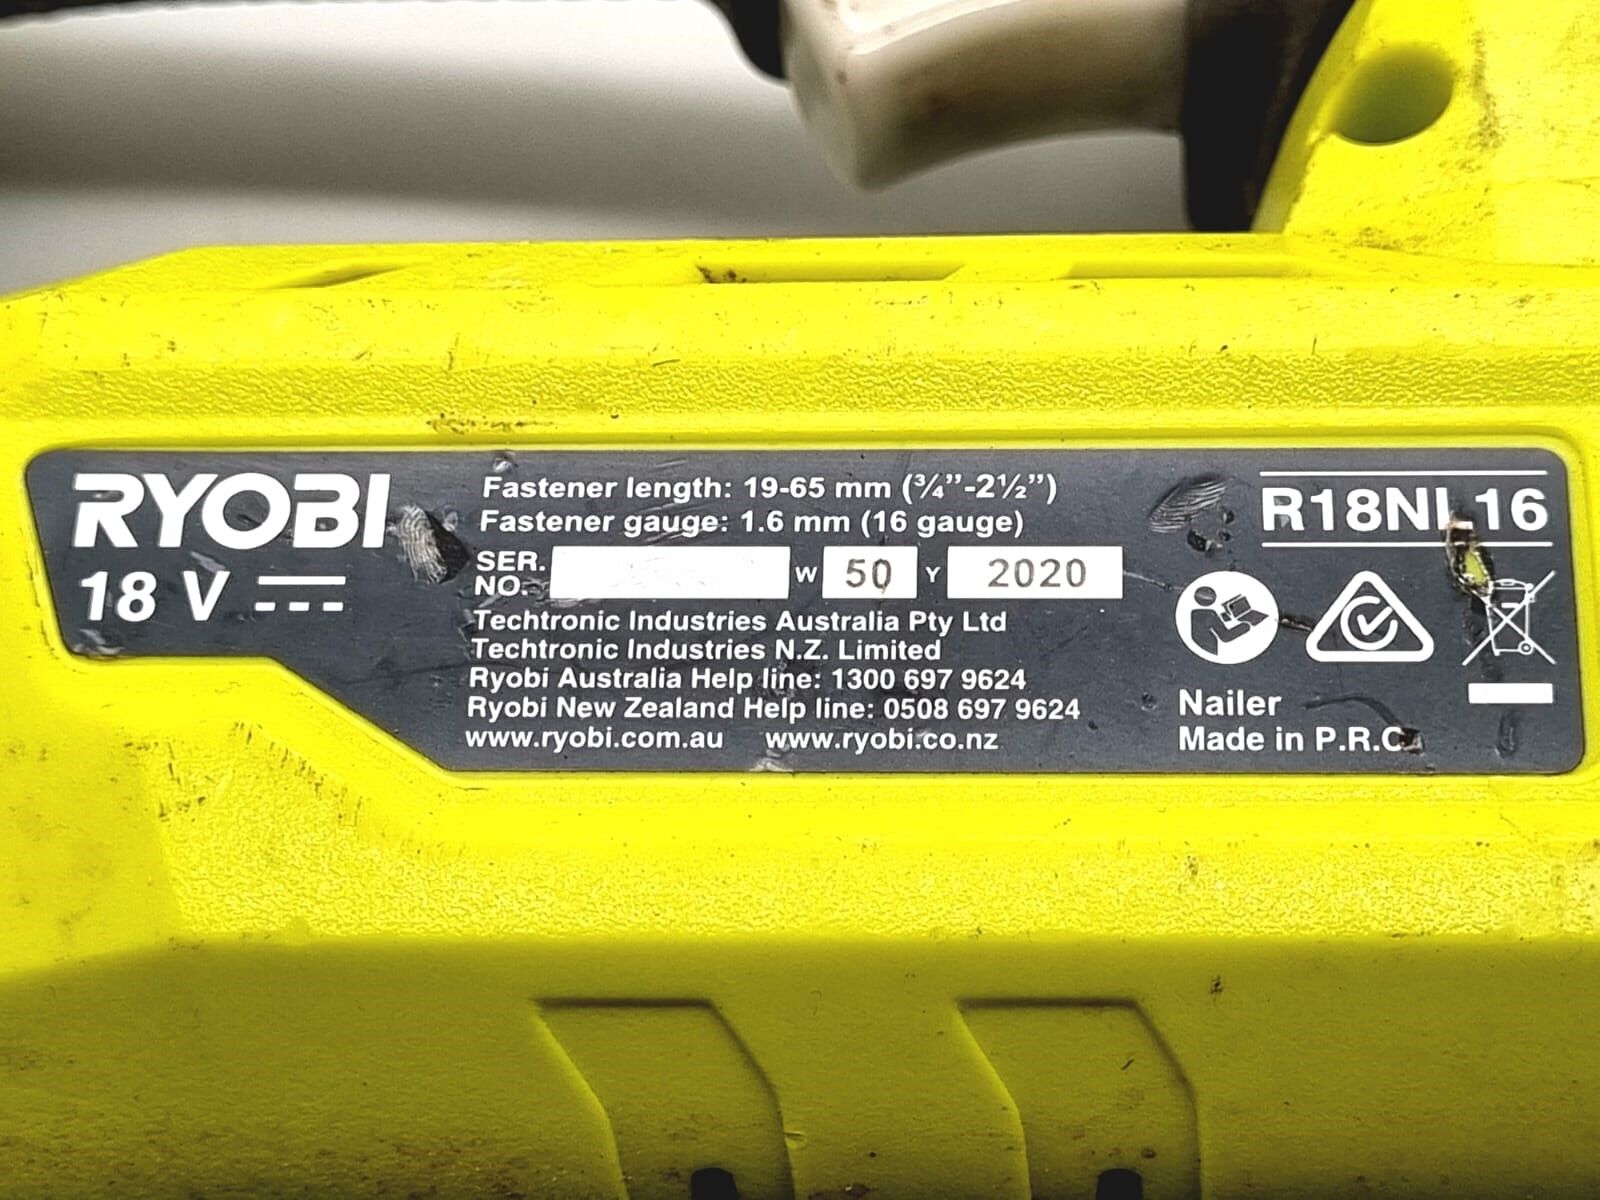 RYOBI
18 V
Fastener length: 19-65 mm (¾”-2½”)
Fastener gauge: 1.6 mm (16 gauge)
SER. NO. W 50 Y 2020
Techtronic Industries Australia Pty Ltd
Techtronic Industries N.Z. Limited
Ryobi Australia Help line: 1300 697 9624
Ryobi New Zealand Help line: 0508 697 9624
www.ryobi.com.au www.ryobi.co.nz
R18NL16
Nailer
Made in P.R.C.